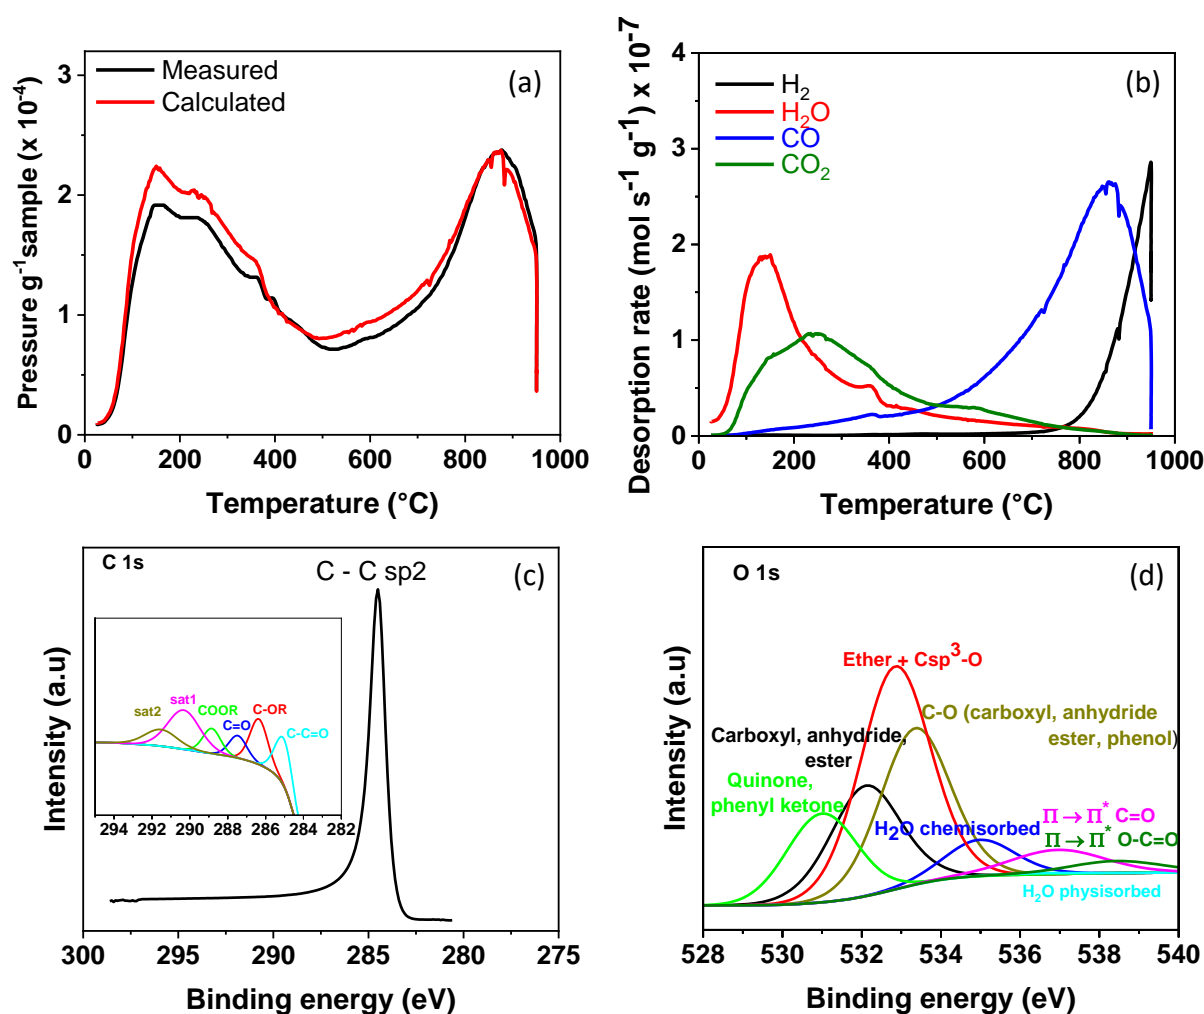 (a)
Measured
Calculated
Pressure g⁻¹sample (x 10⁻⁴)
3
2
1
0
0 200 400 600 800 1000
Temperature (°C)
(b)
H₂
H₂O
CO
CO₂
Desorption rate (mol s⁻¹ g⁻¹) x 10⁻⁷
4
3
2
1
0
0 200 400 600 800 1000
Temperature (°C)
C 1s
C - C sp2
(c)
sat2
sat1
COOR
C=O
C-OR
C-C=O
294 292 290 288 286 284 282
Intensity (a.u)
300 295 290 285 280 275
Binding energy (eV)
O 1s
(d)
Ether + Csp³-O
C-O (carboxyl, anhydride
ester, phenol)
Carboxyl, anhydride,
ester
Quinone,
phenyl ketone
H₂O chemisorbed
Π → Π* C=O
Π → Π* O-C=O
H₂O physisorbed
Intensity (a.u)
528 530 532 534 536 538 540
Binding energy (eV)